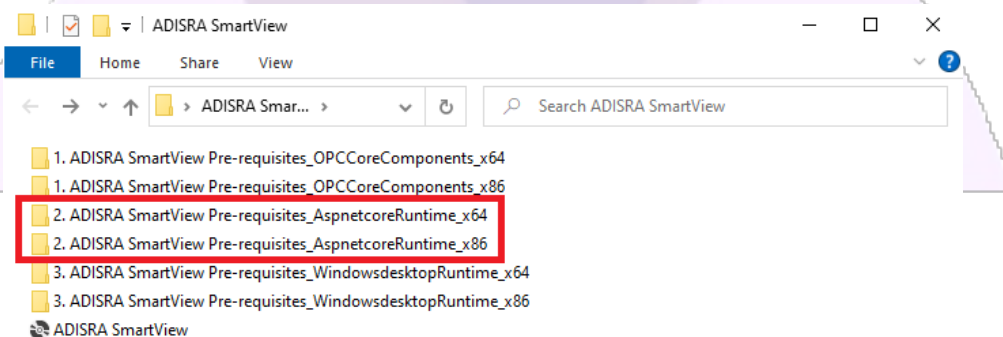 ADISRA SmartView
File Home Share View
ADISRA Smar...
Search ADISRA SmartView
1. ADISRA SmartView Pre-requisites_OPCCoreComponents_x64
1. ADISRA SmartView Pre-requisites_OPCCoreComponents_x86
2. ADISRA SmartView Pre-requisites_AspnetcoreRuntime_x64
2. ADISRA SmartView Pre-requisites_AspnetcoreRuntime_x86
3. ADISRA SmartView Pre-requisites_WindowsdesktopRuntime_x64
3. ADISRA SmartView Pre-requisites_WindowsdesktopRuntime_x86
ADISRA SmartView